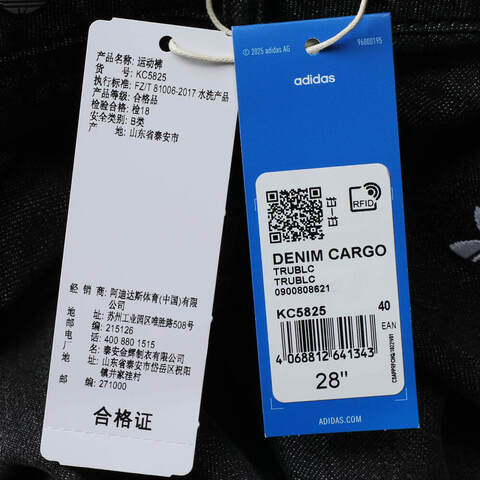 产品名称: 运动裤
货 号: KC5825
执行标准: FZ/T 81006-2017 水洗产品
产品等级: 合格品
检验合格: 检18
安全类别: B类
产 地: 山东省泰安市
经 销 商: 阿迪达斯体育(中国)有限公司
地址: 苏州工业园区唯胜路508号
邮编: 215126
电话: 400 880 1515
制造商: 泰安金辉制衣有限公司
地址: 山东省泰安市岱岳区祝阳
镇井家洼村
邮编: 271000
合格证
© 2025 adidas AG
96000195
adidas
RFID
DENIM CARGO
TRUBLC
TRUBLC
0900808621
KC5825
40
EAN
4 068812 641343
28"
ADIDAS.COM